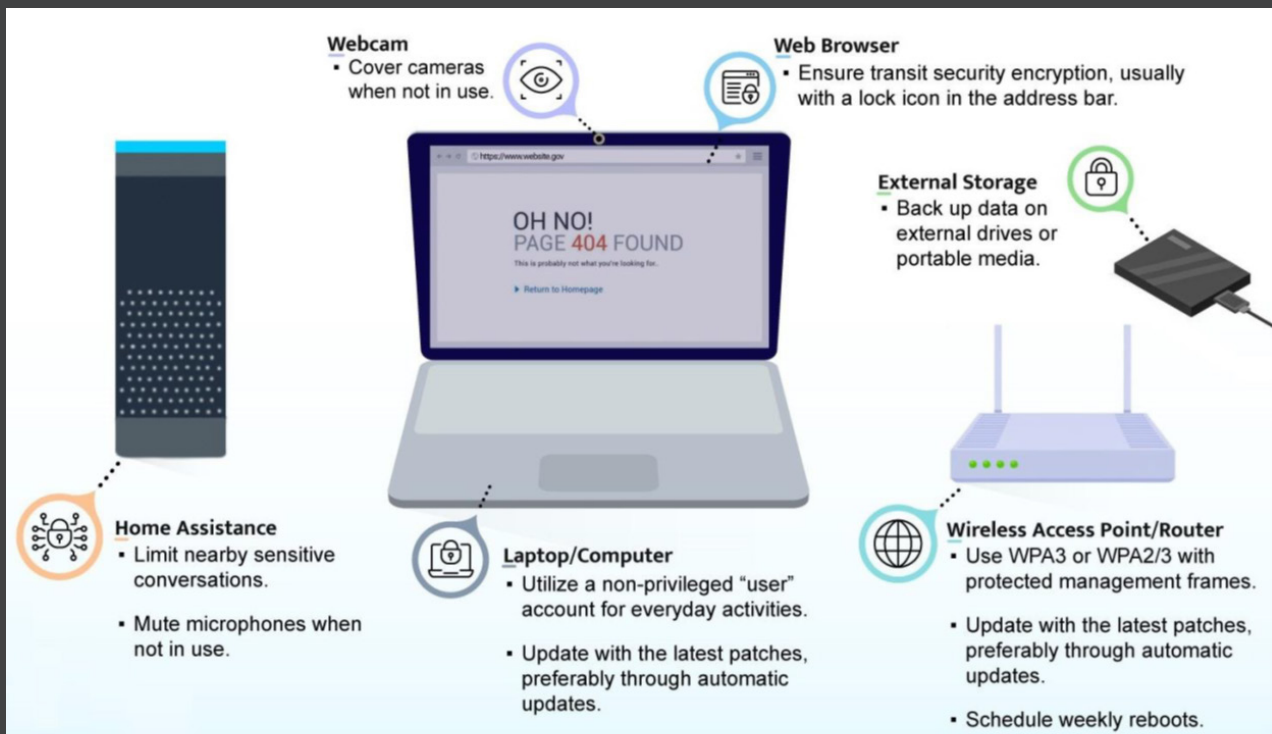 Webcam
▪ Cover cameras
when not in use.
Web Browser
▪ Ensure transit security encryption, usually
with a lock icon in the address bar.
https://www.website.gov
OH NO!
PAGE 404 FOUND
This is probably not what you're looking for.
Return to Homepage
External Storage
▪ Back up data on
external drives or
portable media.
Home Assistance
▪ Limit nearby sensitive
conversations.
▪ Mute microphones when
not in use.
Laptop/Computer
▪ Utilize a non-privileged “user”
account for everyday activities.
▪ Update with the latest patches,
preferably through automatic
updates.
Wireless Access Point/Router
▪ Use WPA3 or WPA2/3 with
protected management frames.
▪ Update with the latest patches,
preferably through automatic
updates.
▪ Schedule weekly reboots.